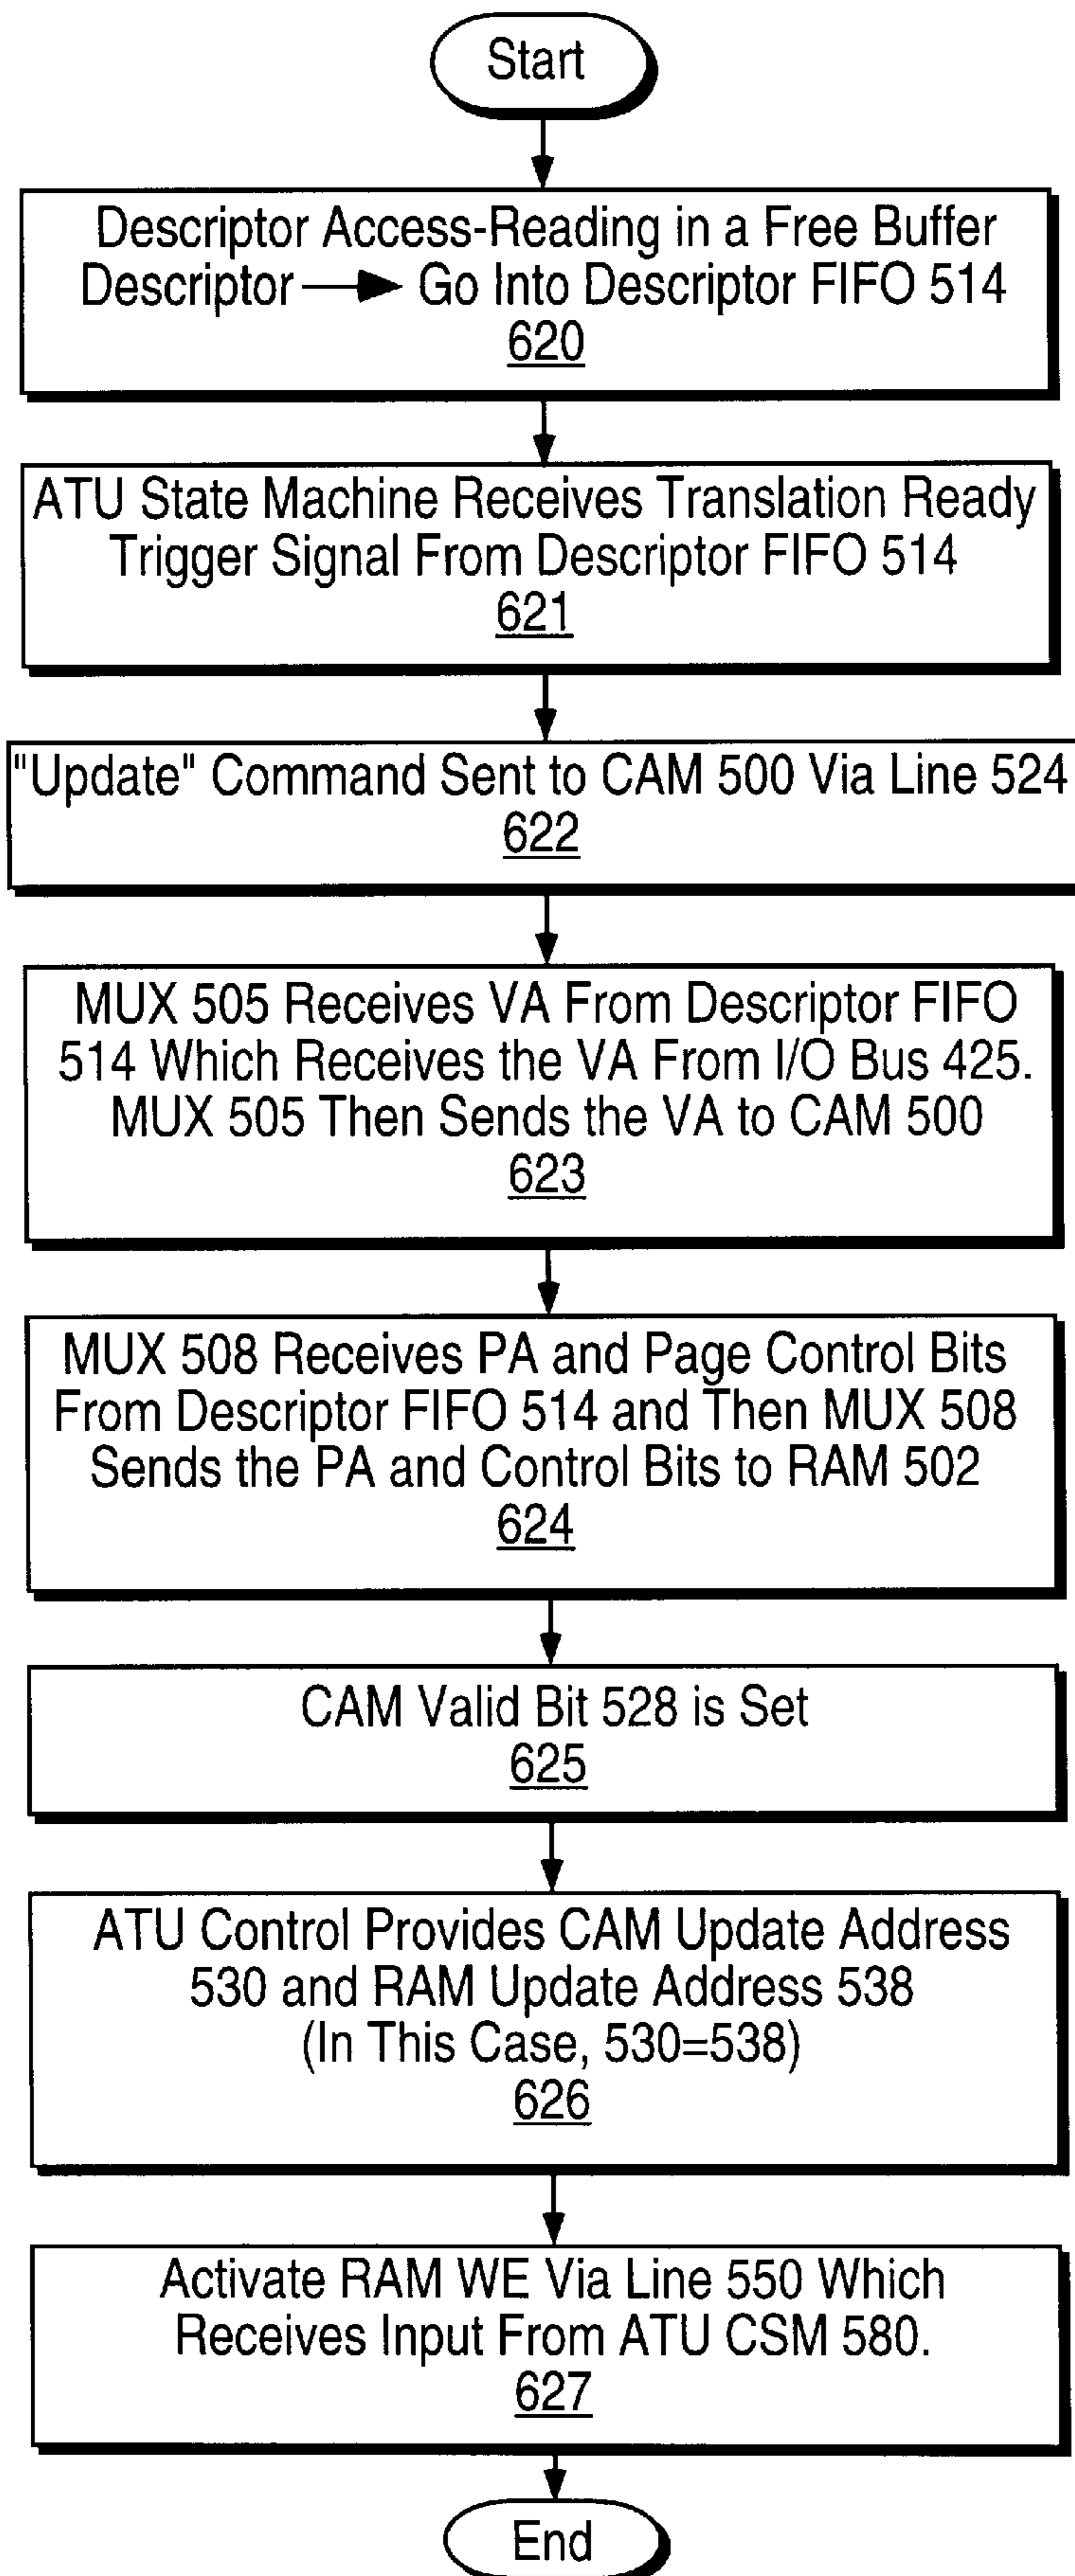 Start
Descriptor Access-Reading in a Free Buffer
Descriptor → Go Into Descriptor FIFO 514
620
ATU State Machine Receives Translation Ready
Trigger Signal From Descriptor FIFO 514
621
"Update" Command Sent to CAM 500 Via Line 524
622
MUX 505 Receives VA From Descriptor FIFO
514 Which Receives the VA From I/O Bus 425.
MUX 505 Then Sends the VA to CAM 500
623
MUX 508 Receives PA and Page Control Bits
From Descriptor FIFO 514 and Then MUX 508
Sends the PA and Control Bits to RAM 502
624
CAM Valid Bit 528 is Set
625
ATU Control Provides CAM Update Address
530 and RAM Update Address 538
(In This Case, 530=538)
626
Activate RAM WE Via Line 550 Which
Receives Input From ATU CSM 580.
627
End